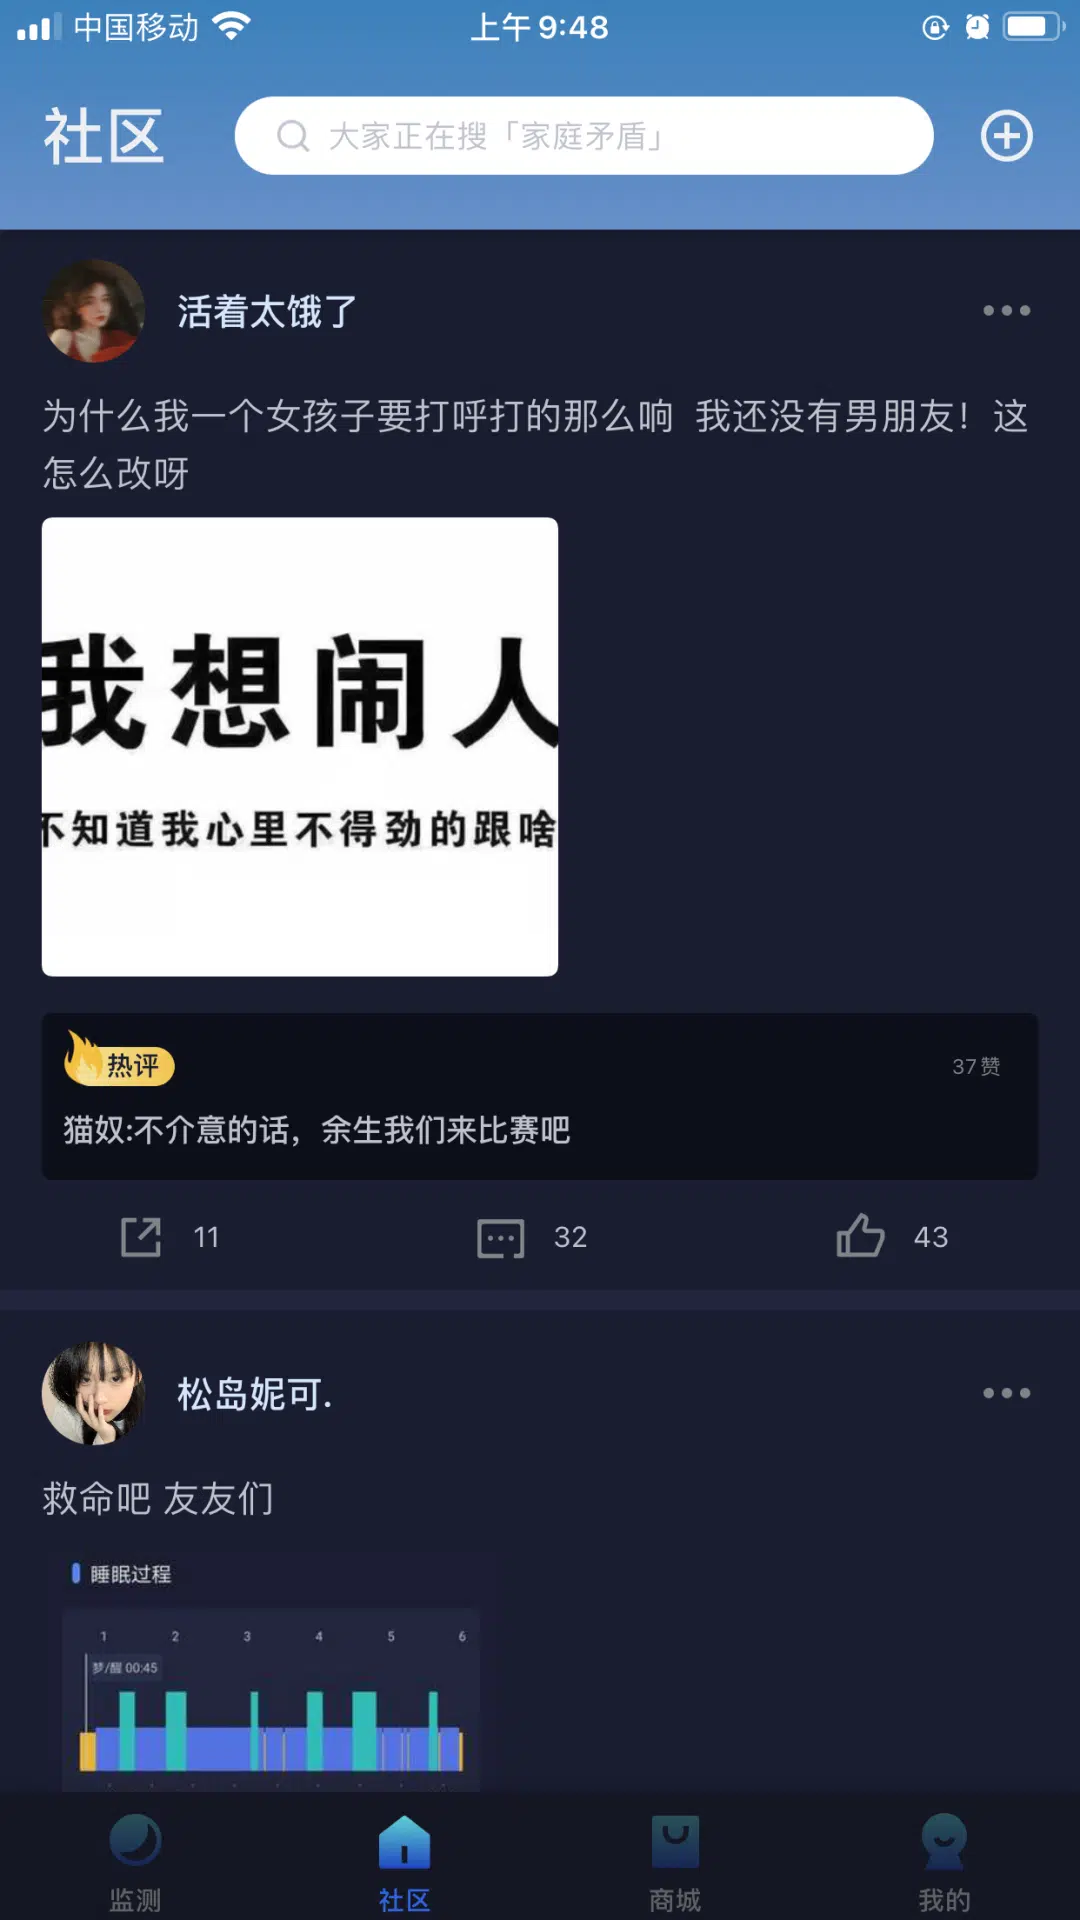 中国移动 上午 9:48
社区 大家正在搜「家庭矛盾」
活着太饿了
为什么我一个女孩子要打呼打的那么响 我还没有男朋友！这
怎么改呀
我想闹人
不知道我心里不得劲的跟啥
热评 37赞
猫奴:不介意的话，余生我们来比赛吧
11 32 43
松岛妮可.
救命吧 友友们
睡眠过程
1 2 3 4 5 6
梦/醒 00:45
监测 社区 商城 我的